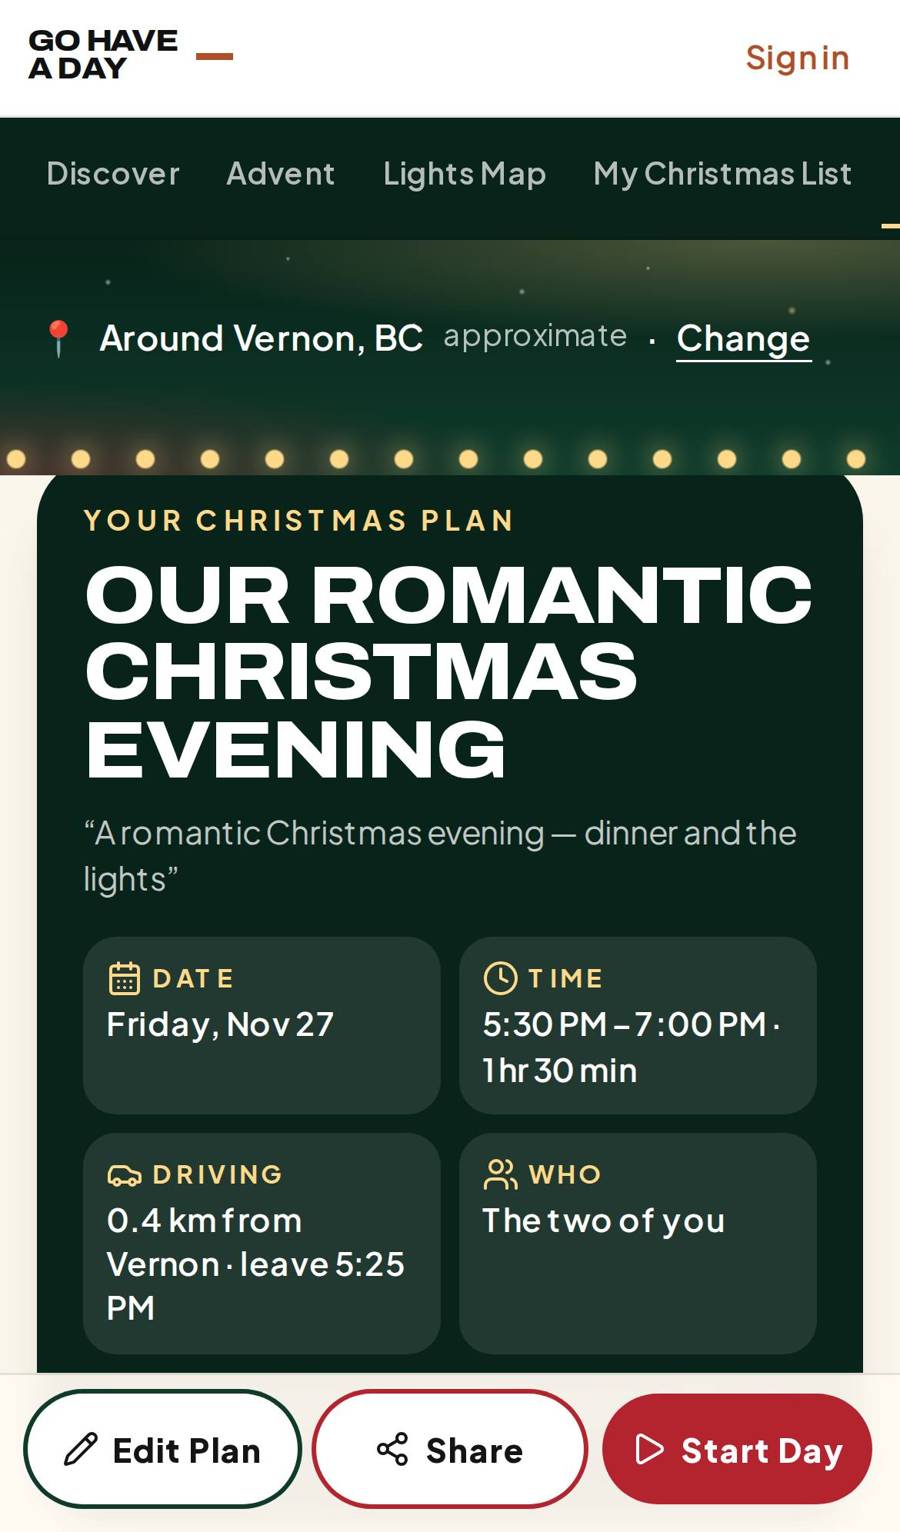 GO HAVE
A DAY
Sign in
Discover
Advent
Lights Map
My Christmas List
Around Vernon, BC approximate · Change
YOUR CHRISTMAS PLAN
OUR ROMANTIC
CHRISTMAS
EVENING
“A romantic Christmas evening — dinner and the
lights”
DATE
Friday, Nov 27
TIME
5:30 PM – 7:00 PM ·
1 hr 30 min
DRIVING
0.4 km from
Vernon · leave 5:25
PM
WHO
The two of you
Edit Plan
Share
Start Day